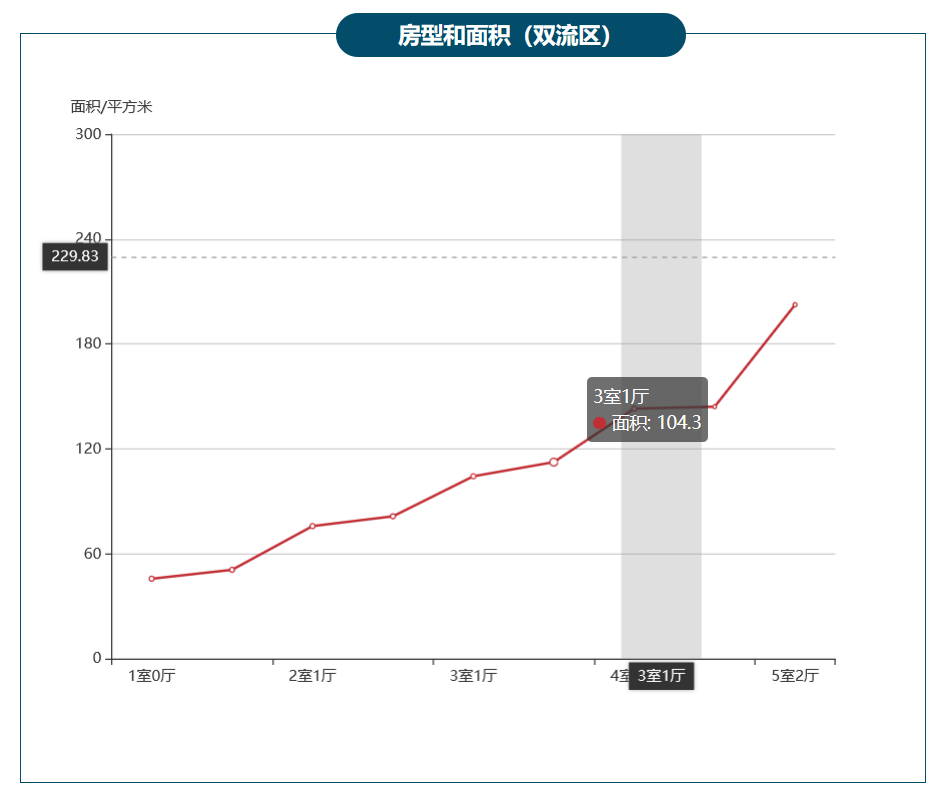 房型和面积（双流区）
面积/平方米
300
240
229.83
180
3室1厅
面积: 104.3
120
60
0
1室0厅
2室1厅
3室1厅
4室
3室1厅
5室2厅